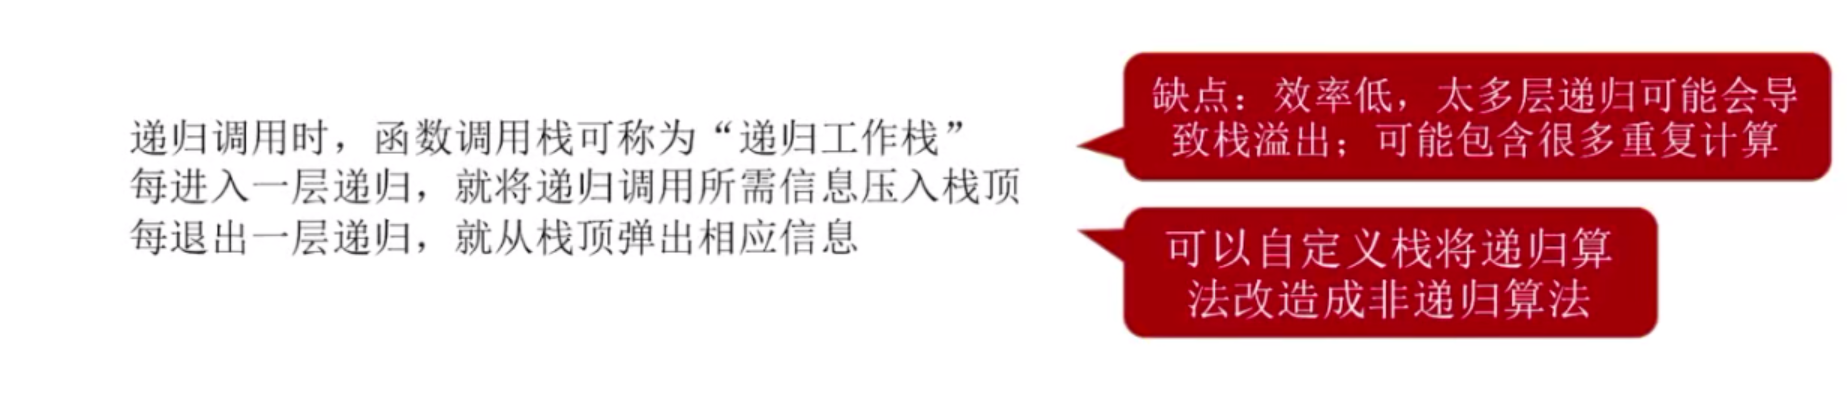 递归调用时，函数调用栈可称为“递归工作栈”
每进入一层递归，就将递归调用所需信息压入栈顶
每退出一层递归，就从栈顶弹出相应信息
缺点：效率低，太多层递归可能会导
致栈溢出；可能包含很多重复计算
可以自定义栈将递归算
法改造成非递归算法